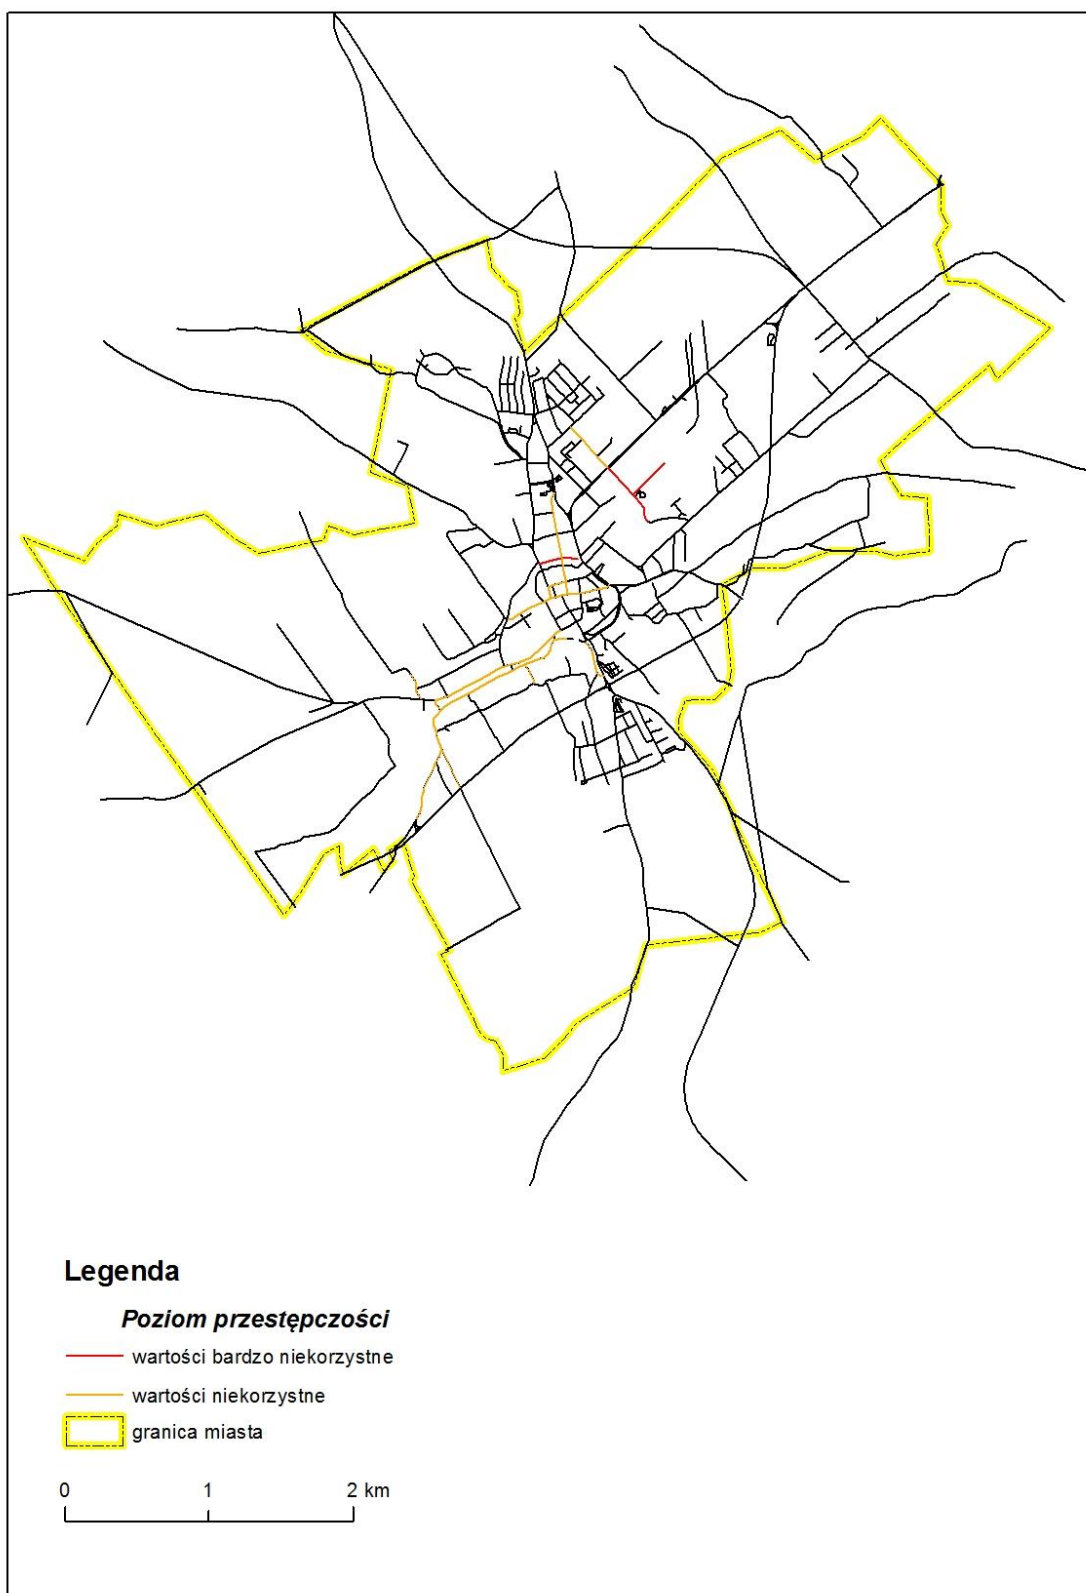 Legenda
Poziom przestępczości
wartości bardzo niekorzystne
wartości niekorzystne
granica miasta
0 1 2 km